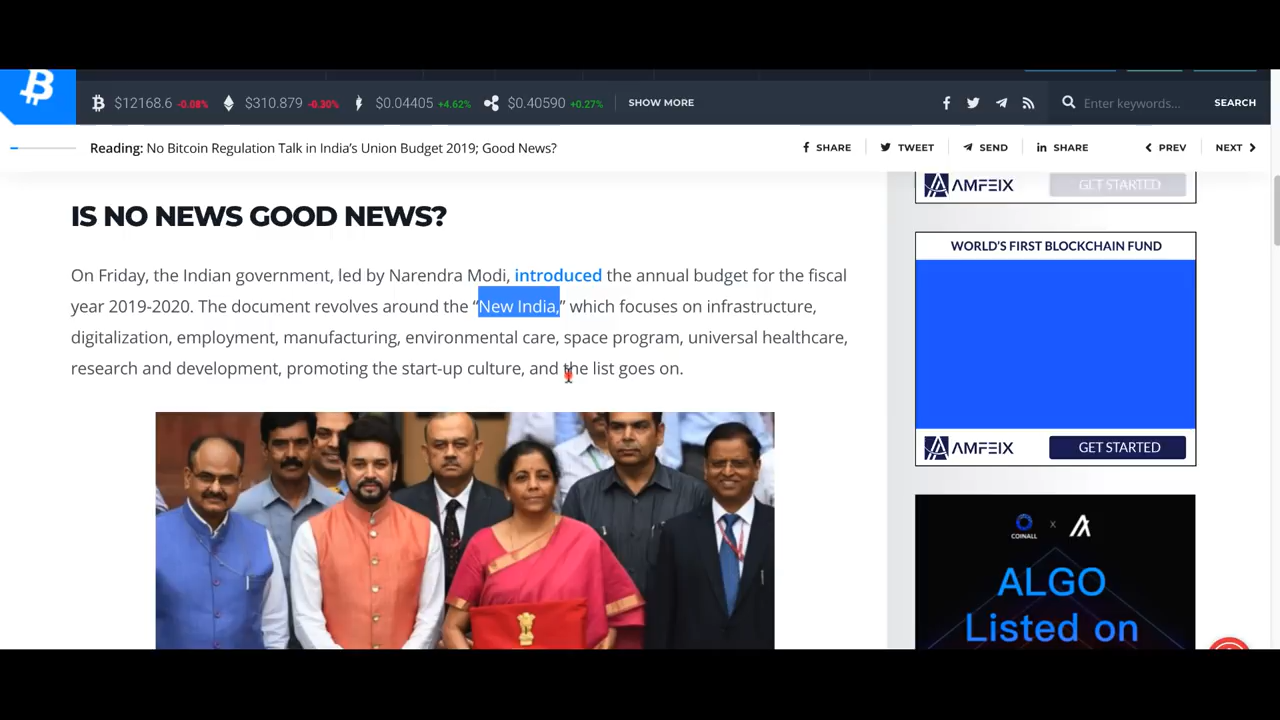 $12168.6 -0.08% $310.879 -0.30% $0.04405 +4.62% $0.40590 +0.27% SHOW MORE Enter keywords... SEARCH
Reading: No Bitcoin Regulation Talk in India's Union Budget 2019; Good News? SHARE TWEET SEND SHARE PREV NEXT
AMFEIX GET STARTED
IS NO NEWS GOOD NEWS?
On Friday, the Indian government, led by Narendra Modi, introduced the annual budget for the fiscal
year 2019-2020. The document revolves around the “New India,” which focuses on infrastructure,
digitalization, employment, manufacturing, environmental care, space program, universal healthcare,
research and development, promoting the start-up culture, and the list goes on.
WORLD'S FIRST BLOCKCHAIN FUND
AMFEIX GET STARTED
COINALL X
ALGO
Listed on